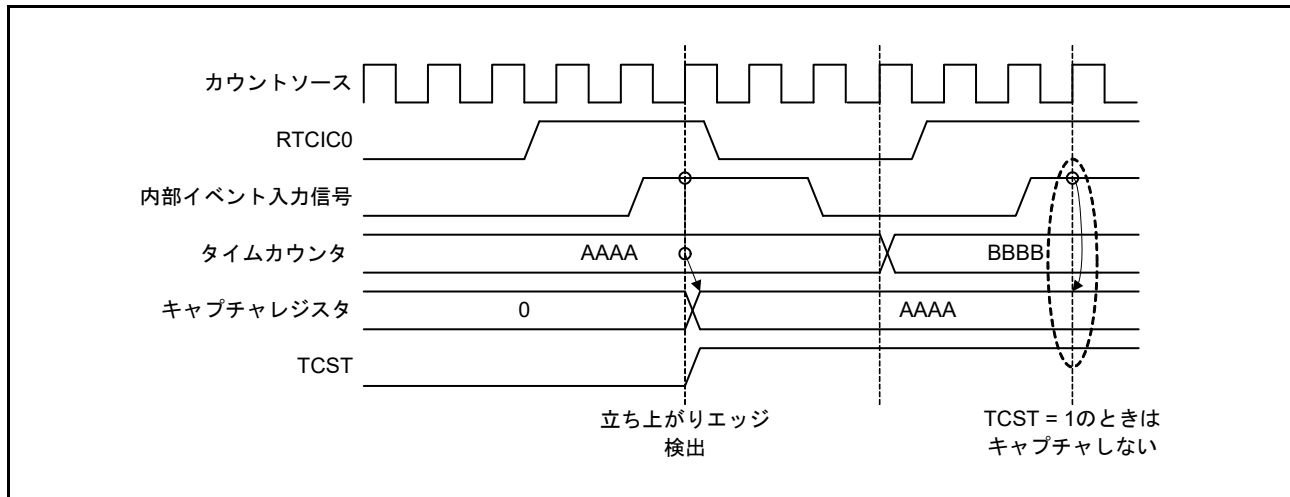 カウントソース
RTCIC0
内部イベント入力信号
タイムカウンタ
AAAA
BBBB
キャプチャレジスタ
0
AAAA
TCST
立ち上がりエッジ
検出
TCST = 1のときは
キャプチャしない